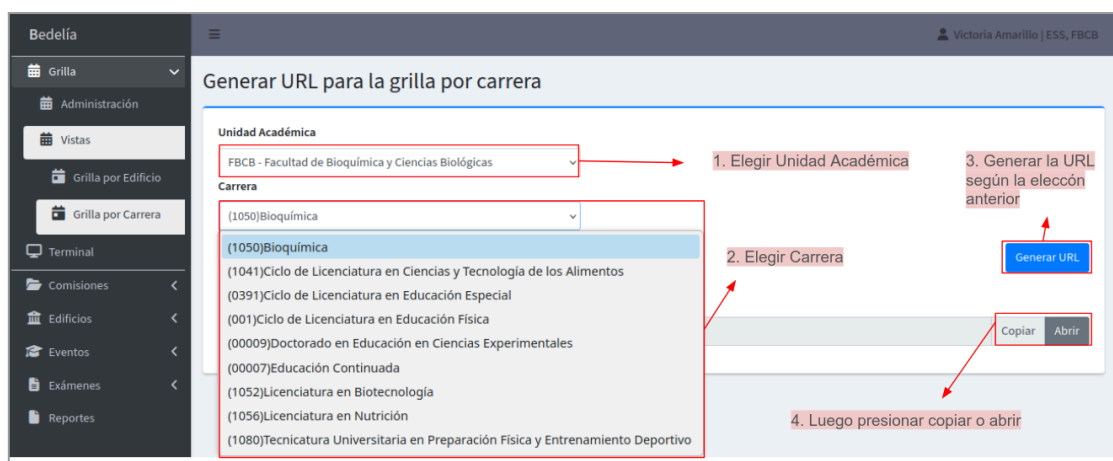 Bedelía
Victoria Amarillo | ESS, FBCB
Grilla
Administración
Vistas
Grilla por Edificio
Grilla por Carrera
Terminal
Comisiones
Edificios
Eventos
Exámenes
Reportes
Generar URL para la grilla por carrera
Unidad Académica
FBCB - Facultad de Bioquímica y Ciencias Biológicas
1. Elegir Unidad Académica
3. Generar la URL
según la eleccón
anterior
Carrera
(1050)Bioquímica
(1050)Bioquímica
(1041)Ciclo de Licenciatura en Ciencias y Tecnología de los Alimentos
(0391)Ciclo de Licenciatura en Educación Especial
(001)Ciclo de Licenciatura en Educación Física
(00009)Doctorado en Educación en Ciencias Experimentales
(00007)Educación Continuada
(1052)Licenciatura en Biotecnología
(1056)Licenciatura en Nutrición
(1080)Tecnicatura Universitaria en Preparación Física y Entrenamiento Deportivo
2. Elegir Carrera
Generar URL
Copiar
Abrir
4. Luego presionar copiar o abrir